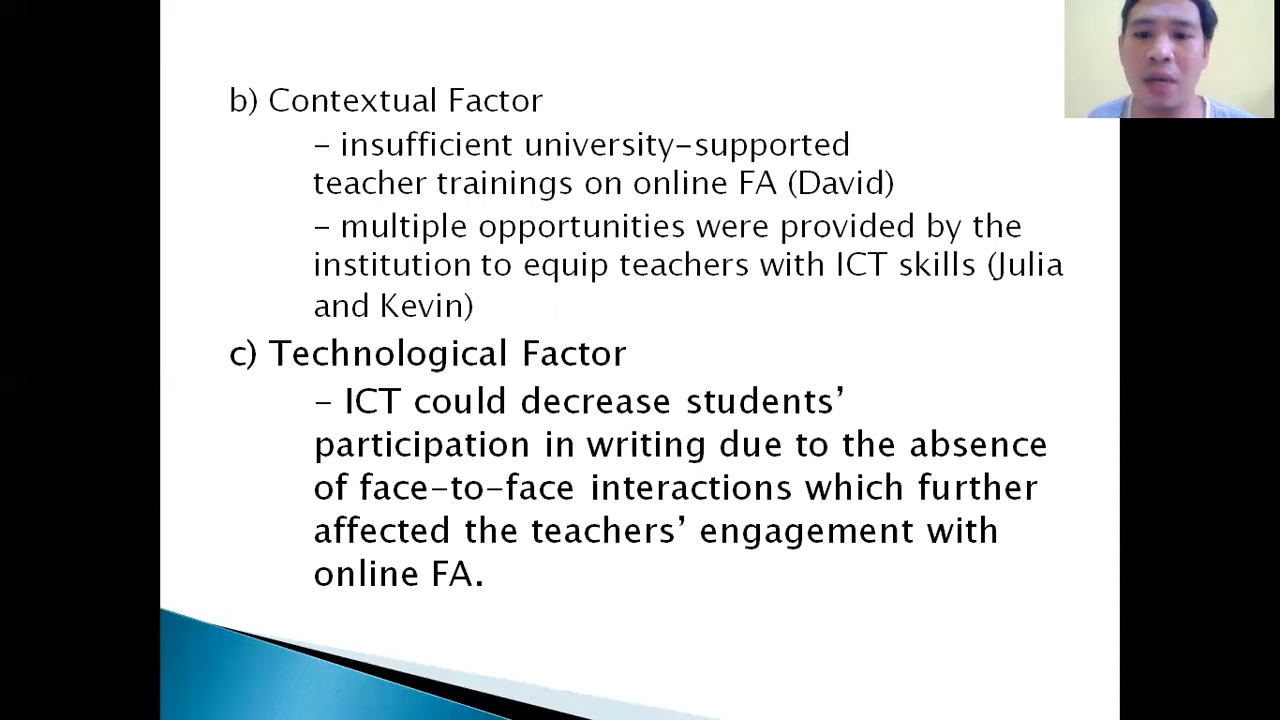 b) Contextual Factor
– insufficient university-supported
teacher trainings on online FA (David)
– multiple opportunities were provided by the
institution to equip teachers with ICT skills (Julia
and Kevin)
c) Technological Factor
– ICT could decrease students’
participation in writing due to the absence
of face-to-face interactions which further
affected the teachers’ engagement with
online FA.